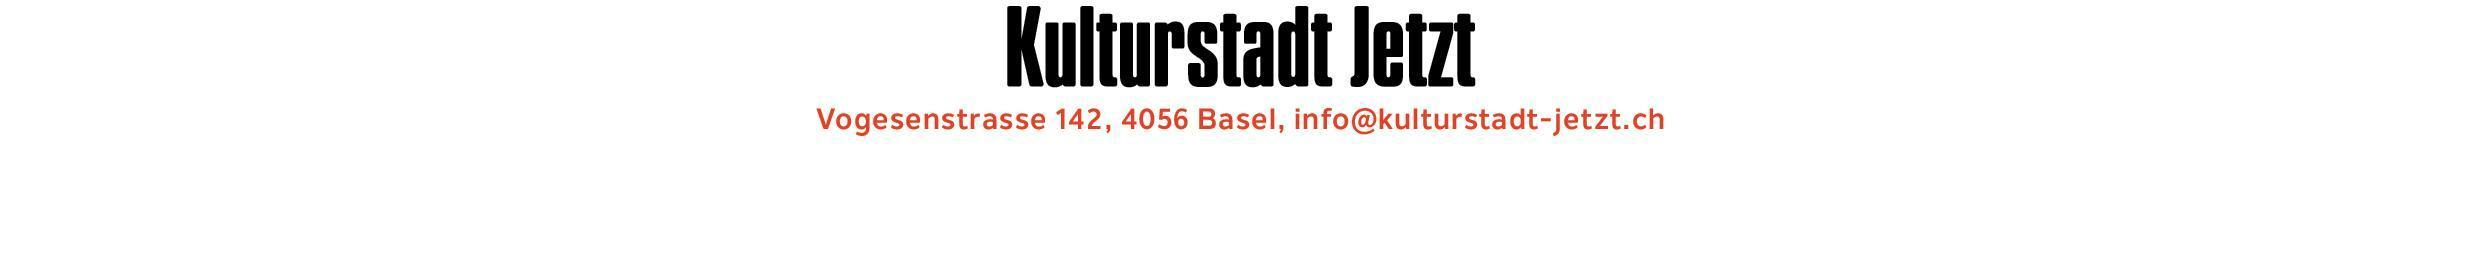 Kulturstadt Jetzt
Vogesenstrasse 142, 4056 Basel, info@kulturstadt-jetzt.ch